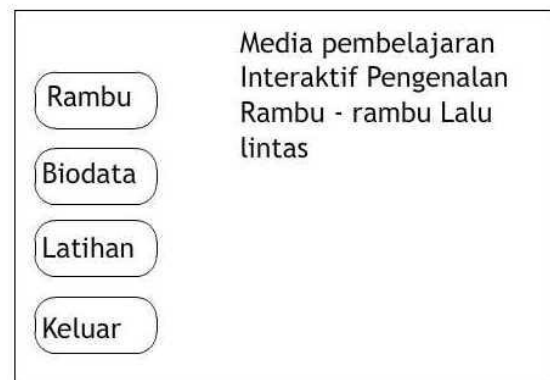 Media pembelajaran
Interaktif Pengenalan
Rambu - rambu Lalu
lintas
Rambu
Biodata
Latihan
Keluar